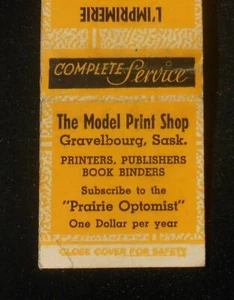 L'IMPRIMERIE
COMPLETE Service
The Model Print Shop
Gravelbourg, Sask.
PRINTERS, PUBLISHERS
BOOK BINDERS
Subscribe to the
"Prairie Optomist"
One Dollar per year
CLOSE COVER FOR SAFETY